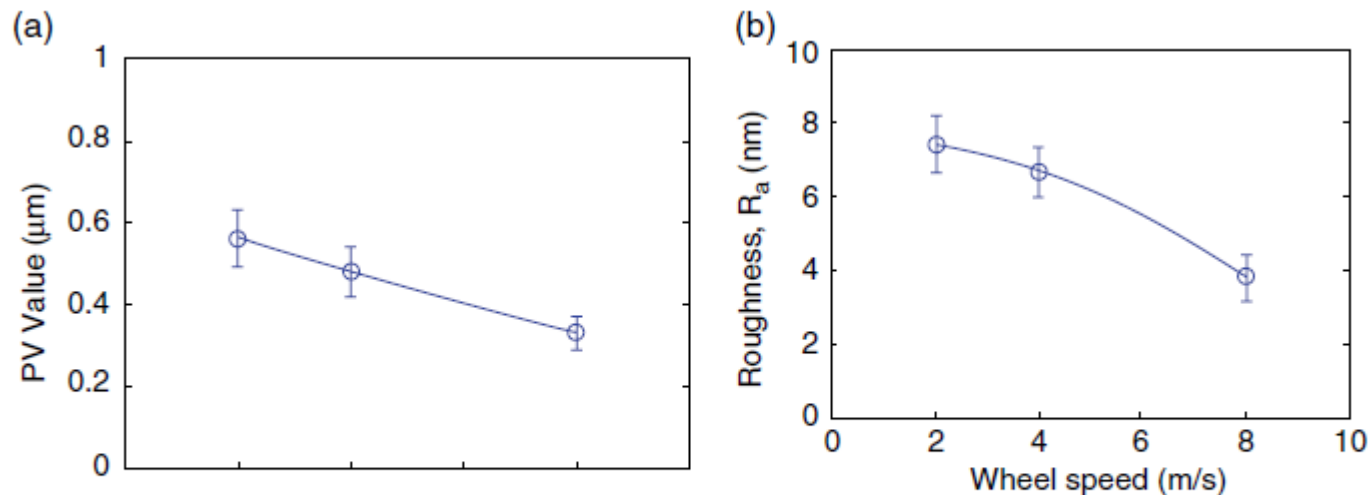 (a)
1
0.8
0.6
0.4
0.2
0
PV Value (μm)
(b)
10
8
6
4
2
0
Roughness, Rₐ (nm)
0 2 4 6 8 10
Wheel speed (m/s)